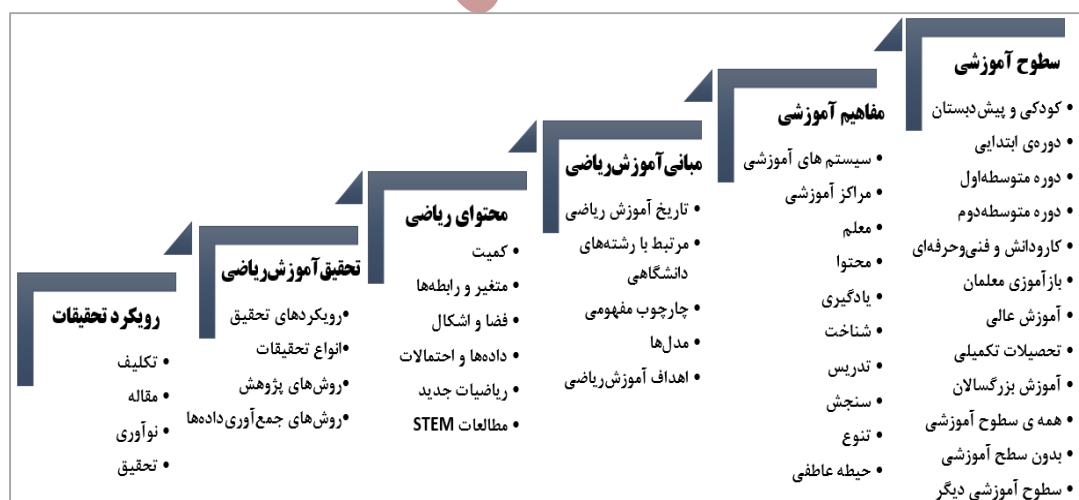 سطوح آموزشی
• کودکی و پیش‌دبستان
• دوره‌ی ابتدایی
• دوره متوسطه‌اول
• دوره متوسطه‌دوم
• کارودانش و فنی‌وحرفه‌ای
• بازآموزی معلمان
• آموزش عالی
• تحصیلات تکمیلی
• آموزش بزرگسالان
• همه ی سطوح آموزشی
• بدون سطح آموزشی
• سطوح آموزشی دیگر
مفاهیم آموزشی
• سیستم های آموزشی
• مراکز آموزشی
• معلم
• محتوا
• یادگیری
• شناخت
• تدریس
• سنجش
• تنوع
• حیطه عاطفی
مبانی‌آموزش‌ریاضی
• تاریخ آموزش ریاضی
• مرتبط با رشته‌های
دانشگاهی
• چارچوب مفهومی
• مدل‌ها
• اهداف آموزش‌ریاضی
محتوای ریاضی
• کمیت
• متغیر و رابطه‌ها
• فضا و اشکال
• داده‌ها و احتمالات
• ریاضیات جدید
• مطالعات STEM
تحقیق‌آموزش‌ریاضی
•رویکردهای تحقیق
•انواع تحقیقات
•روش‌های پژوهش
•روش‌های جمع‌آوری‌داده‌ها
رویکرد تحقیقات
• تکلیف
• مقاله
• نوآوری
• تحقیق